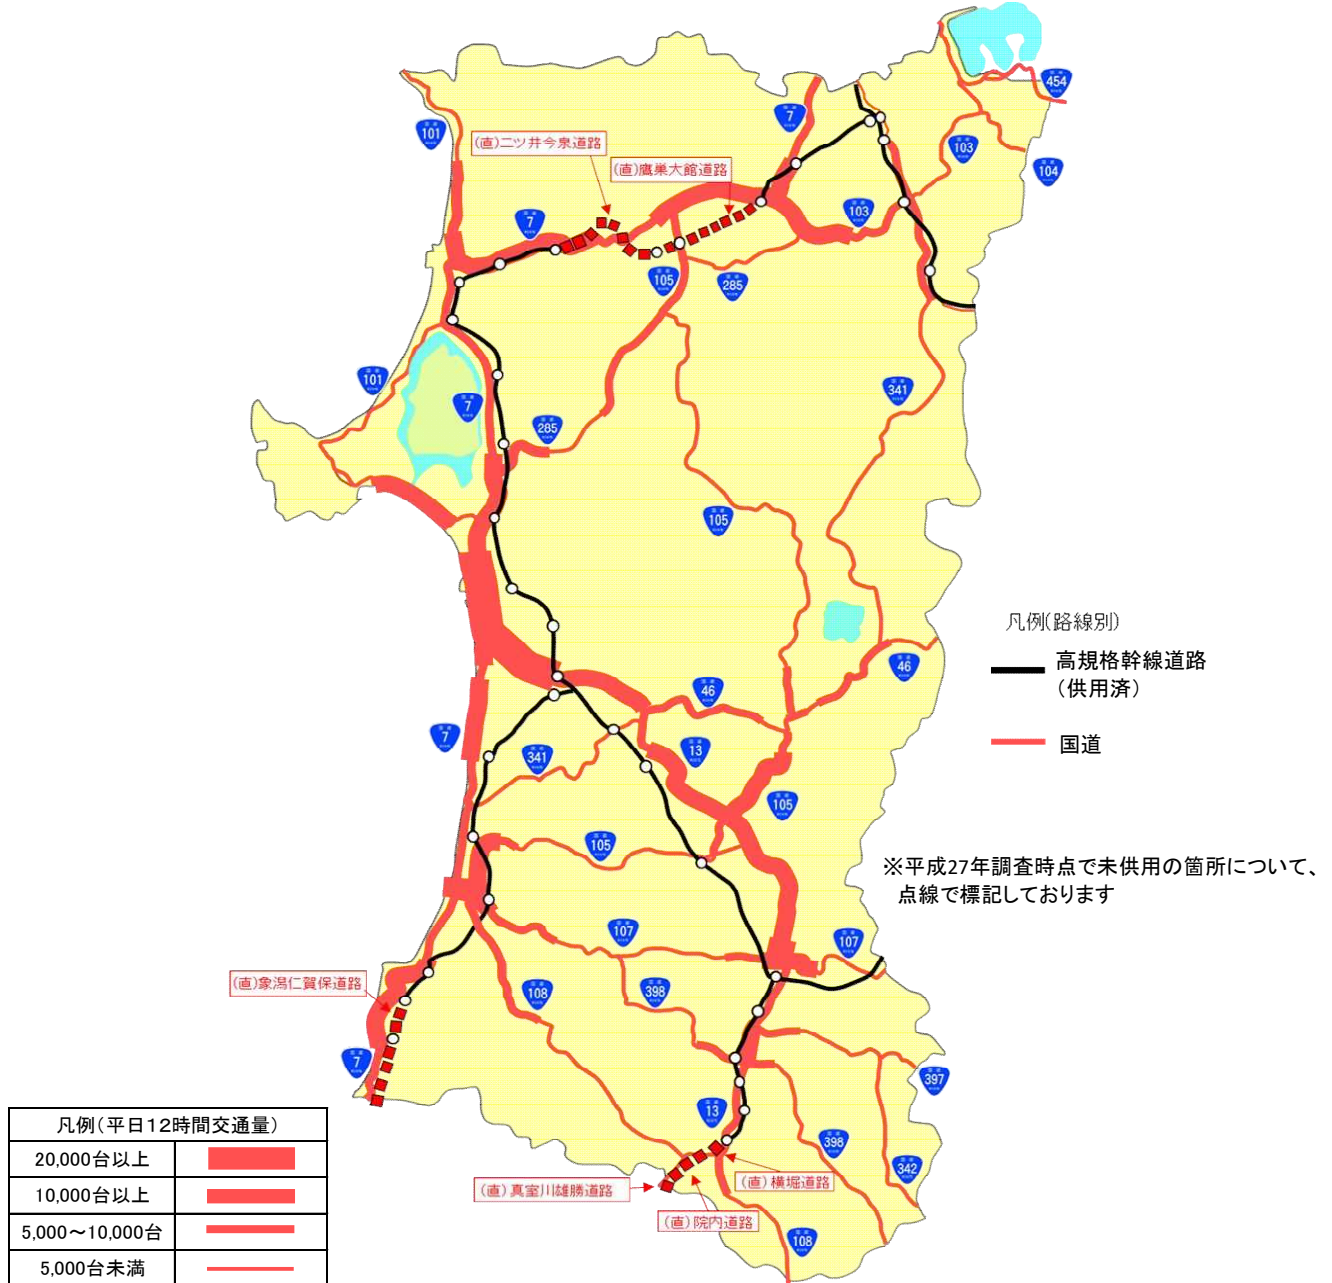 454
7
101
103
104
(直)二ツ井今泉道路
(直)鷹巣大館道路
103
7
105
285
101
7
341
285
105
凡例(路線別)
高規格幹線道路
(供用済)
国道
46
46
7
13
341
105
105
※平成27年調査時点で未供用の箇所について、
点線で標記しております
107
107
(直)象潟仁賀保道路
108
398
7
397
13
398
342
(直)真室川雄勝道路
(直)横堀道路
(直)院内道路
108
凡例(平日12時間交通量)
20,000台以上
10,000台以上
5,000～10,000台
5,000台未満